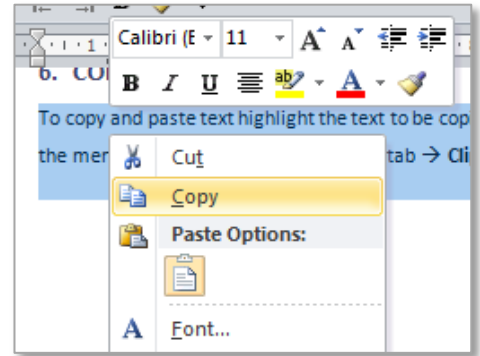 Calibri (E 11 A A
6. CO
B I U ab A
To copy and paste text highlight the text to be cop
the mer
tab → Cli
Cut
Copy
Paste Options:
A Font...